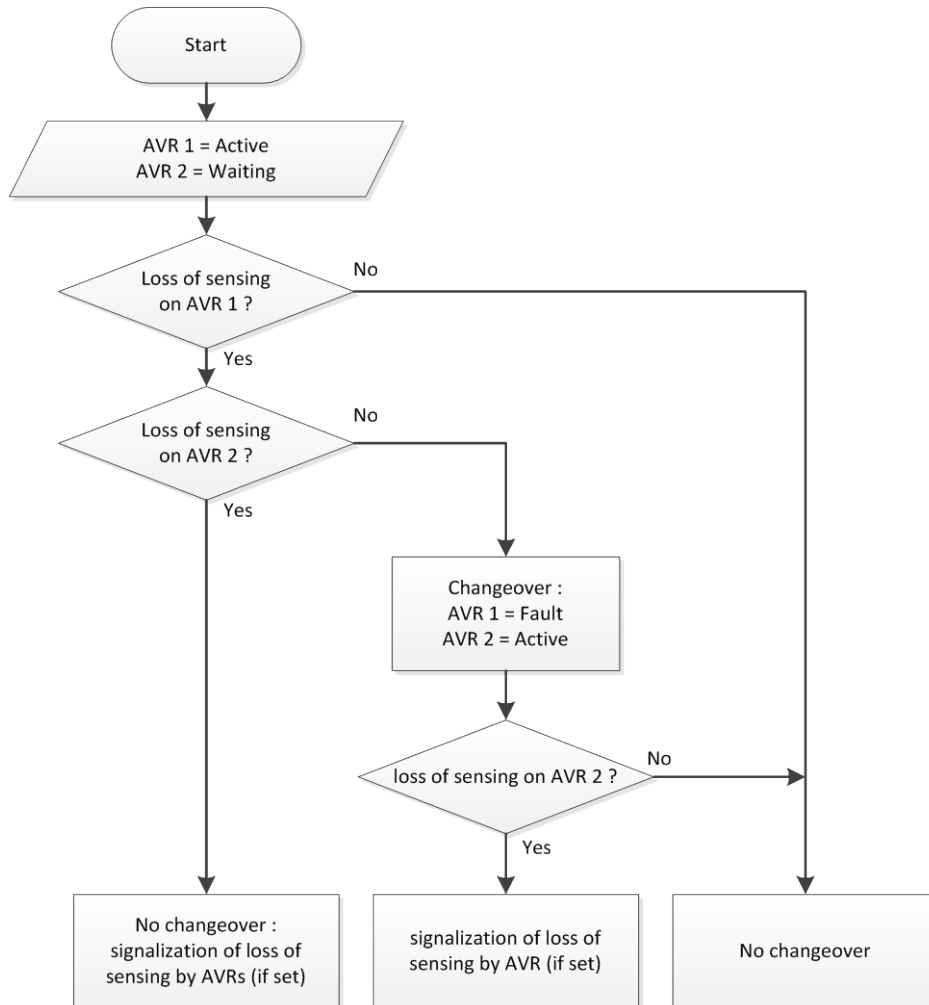 Start
AVR 1 = Active
AVR 2 = Waiting
Loss of sensing
on AVR 1 ?
No
Yes
Loss of sensing
on AVR 2 ?
No
Yes
Changeover :
AVR 1 = Fault
AVR 2 = Active
loss of sensing on AVR 2 ?
No
Yes
No changeover :
signalization of loss of
sensing by AVRs (if set)
signalization of loss of
sensing by AVR (if set)
No changeover